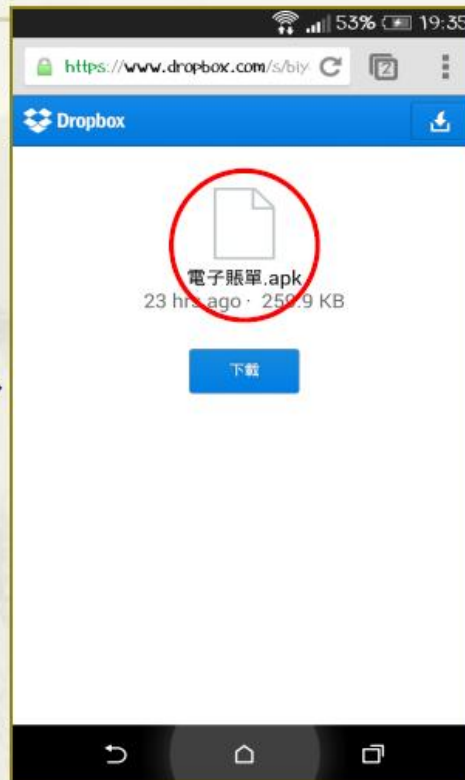 53% 19:35
https://www.dropbox.com/s/biy 2
Dropbox
電子賬單.apk
23 hrs ago · 259.9 KB
下載